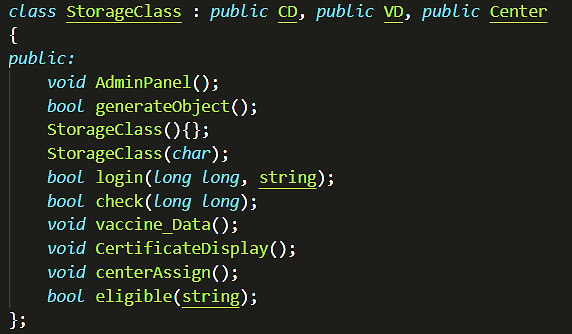 class StorageClass : public CD, public VD, public Center
{
public:
    void AdminPanel();
    bool generateObject();
    StorageClass(){};
    StorageClass(char);
    bool login(long long, string);
    bool check(long long);
    void vaccine_Data();
    void CertificateDisplay();
    void centerAssign();
    bool eligible(string);
};